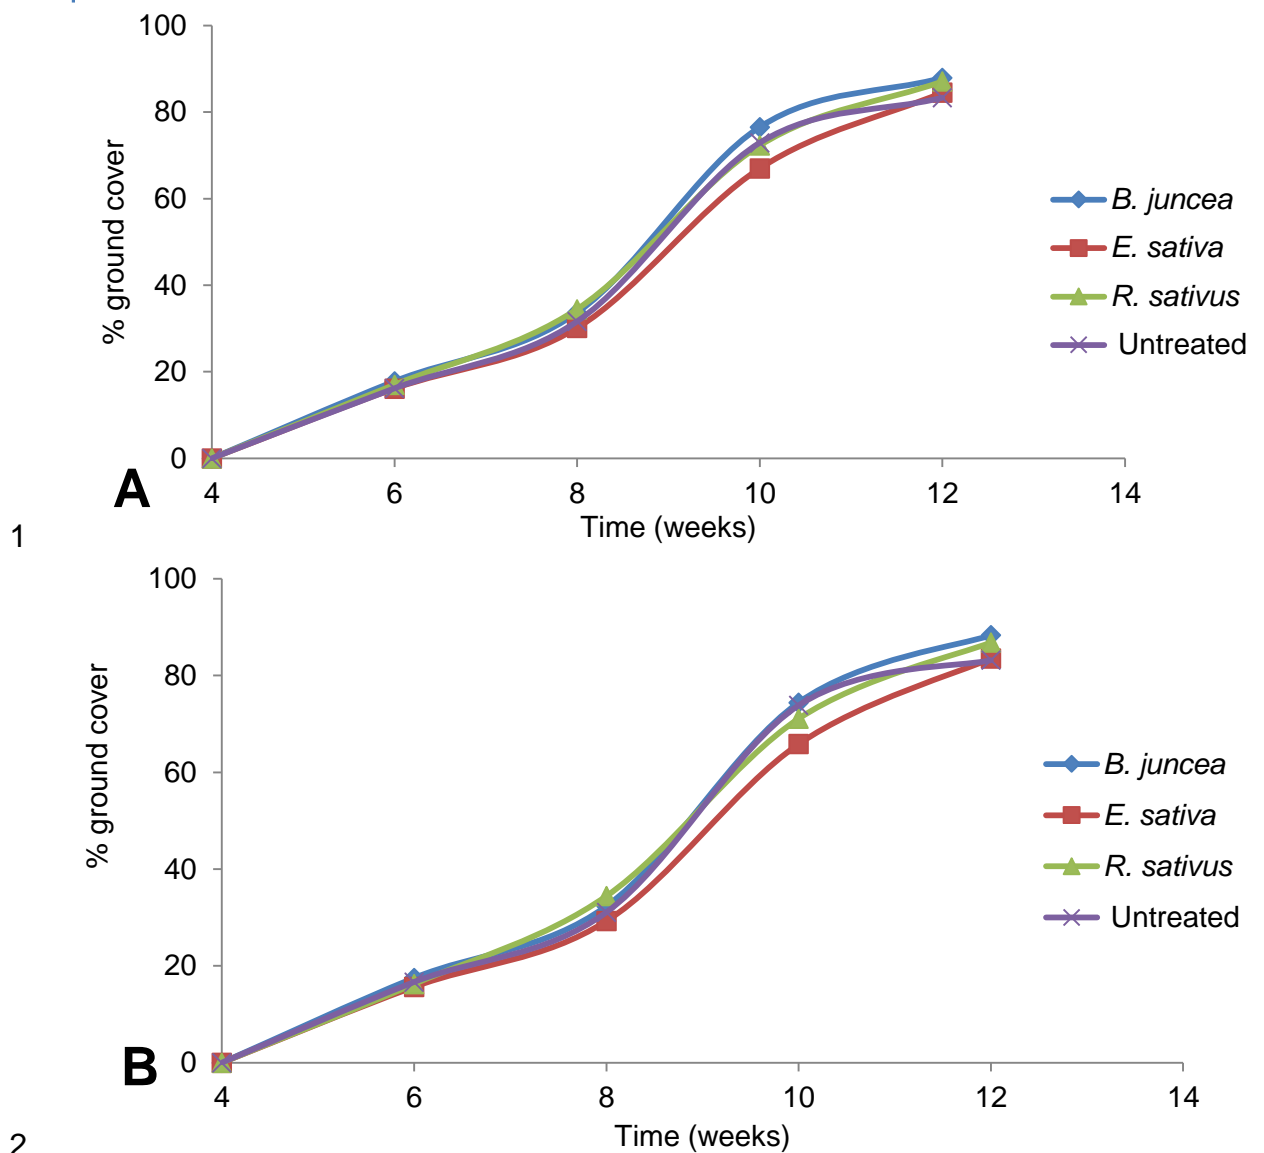 100
80
60
40
20
0
% ground cover
4 6 8 10 12 14
Time (weeks)
B. juncea
E. sativa
R. sativus
Untreated
A
1
100
80
60
40
20
0
% ground cover
4 6 8 10 12 14
Time (weeks)
B. juncea
E. sativa
R. sativus
Untreated
B
2